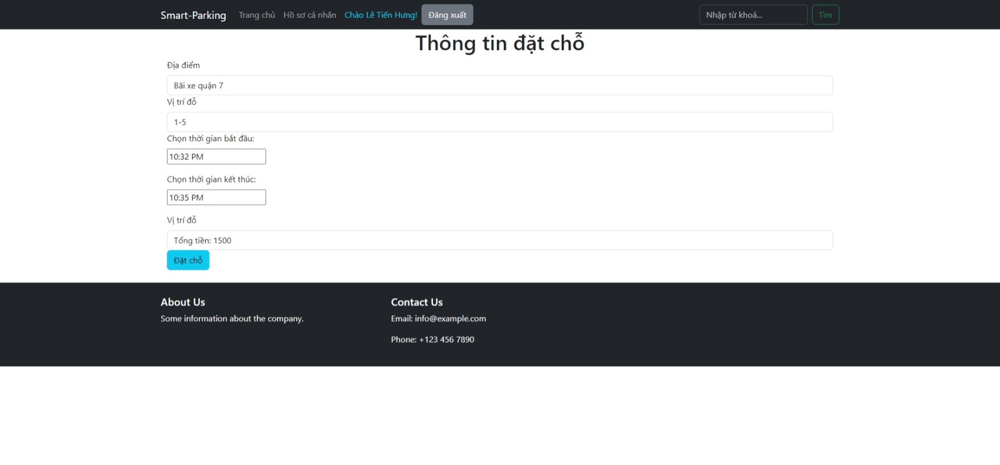 Smart-Parking Trang chủ Hồ sơ cá nhân Chào Lê Tiến Hưng! Đăng xuất Nhập từ khoá... Tìm
Thông tin đặt chỗ
Địa điểm
Bãi xe quận 7
Vị trí đỗ
1-5
Chọn thời gian bắt đầu:
10:32 PM
Chọn thời gian kết thúc:
10:35 PM
Vị trí đỗ
Tổng tiền: 1500
Đặt chỗ
About Us
Some information about the company.
Contact Us
Email: info@example.com
Phone: +123 456 7890